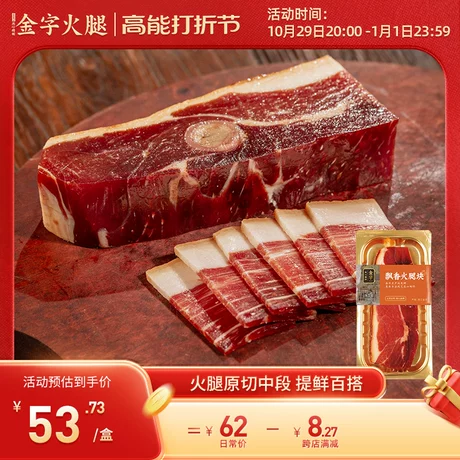 金字火腿 高能打折节
活动时间：
10月29日20:00 -1月1日23:59
飘香火腿块
火腿原切中段 提鲜百搭
活动预估到手价
¥53.73/盒
=¥62 - ¥8.27
日常价 跨店满减